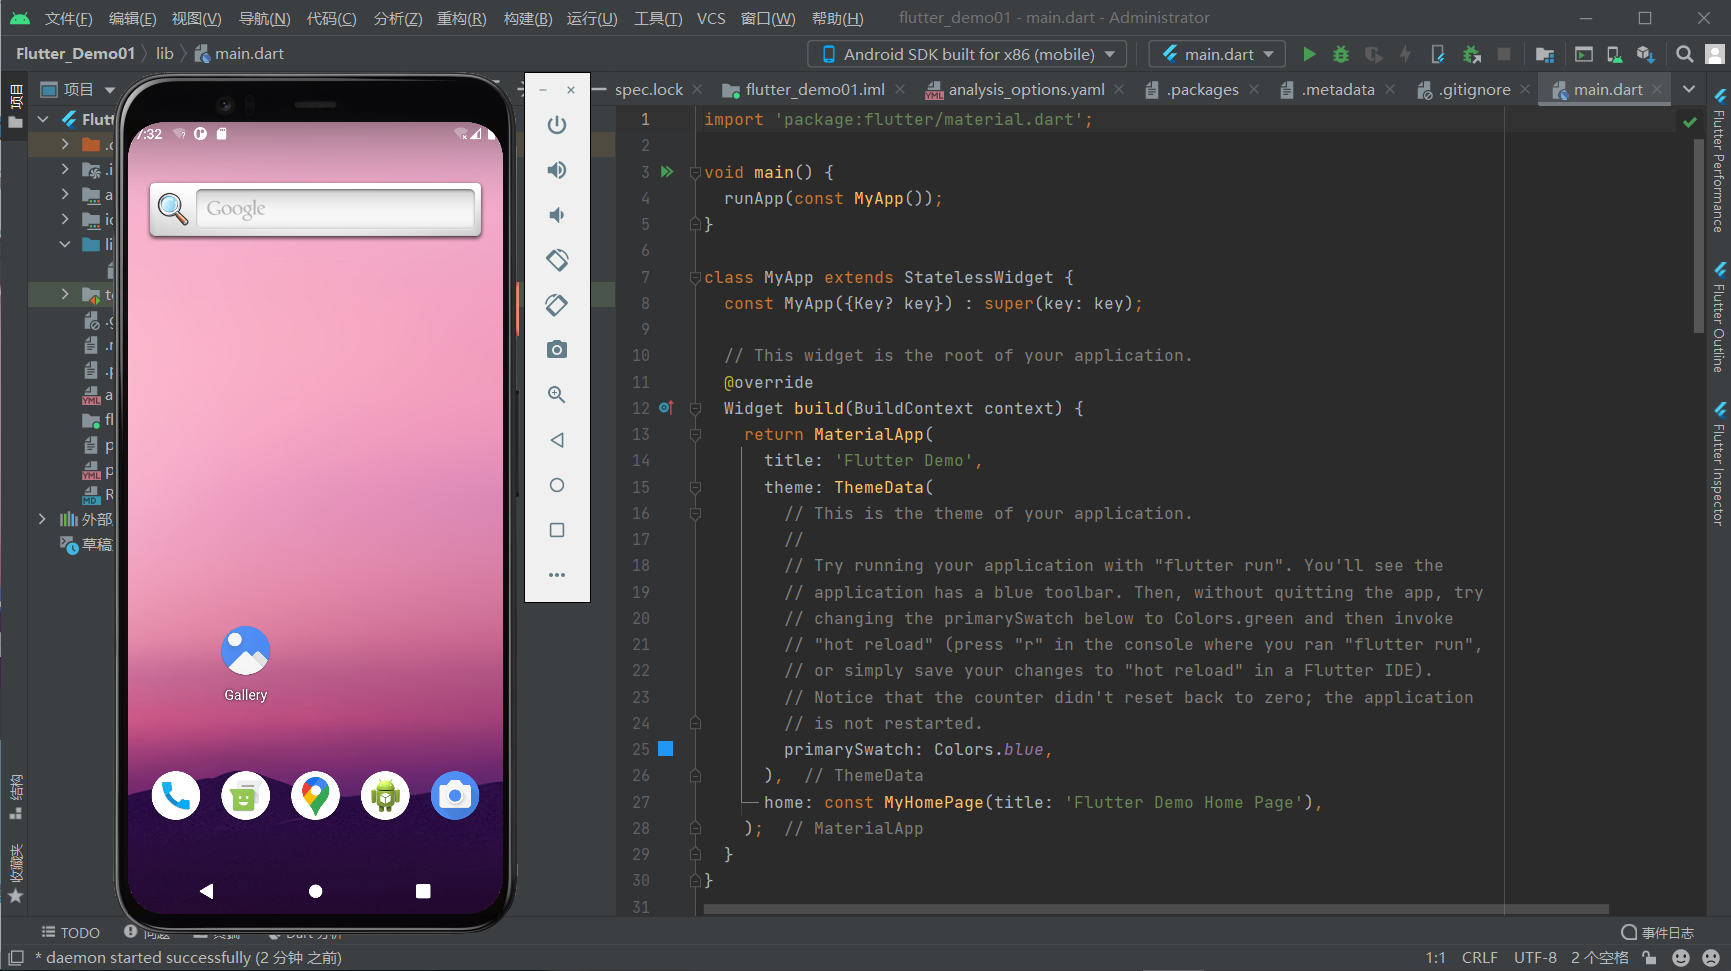 文件(F) 编辑(E) 视图(V) 导航(N) 代码(C) 分析(Z) 重构(R) 构建(B) 运行(U) 工具(T) VCS 窗口(W) 帮助(H) flutter_demo01 - main.dart - Administrator
Flutter_Demo01 lib main.dart Android SDK built for x86 (mobile) main.dart
项目 项目 spec.lock flutter_demo01.iml analysis_options.yaml .packages .metadata .gitignore main.dart
Flutt
7:32
Google
Gallery
外部
草稿
结构
收藏夹
1 import 'package:flutter/material.dart';
2
3 void main() {
4 runApp(const MyApp());
5 }
6
7 class MyApp extends StatelessWidget {
8 const MyApp({Key? key}) : super(key: key);
9
10 // This widget is the root of your application.
11 @override
12 Widget build(BuildContext context) {
13 return MaterialApp(
14 title: 'Flutter Demo',
15 theme: ThemeData(
16 // This is the theme of your application.
17 //
18 // Try running your application with "flutter run". You'll see the
19 // application has a blue toolbar. Then, without quitting the app, try
20 // changing the primarySwatch below to Colors.green and then invoke
21 // "hot reload" (press "r" in the console where you ran "flutter run",
22 // or simply save your changes to "hot reload" in a Flutter IDE).
23 // Notice that the counter didn't reset back to zero; the application
24 // is not restarted.
25 primarySwatch: Colors.blue,
26 ), // ThemeData
27 home: const MyHomePage(title: 'Flutter Demo Home Page'),
28 ); // MaterialApp
29 }
30 }
31
Flutter Performance
Flutter Outline
Flutter Inspector
TODO 问题 Dart 分析 事件日志
* daemon started successfully (2 分钟 之前) 1:1 CRLF UTF-8 2 个空格